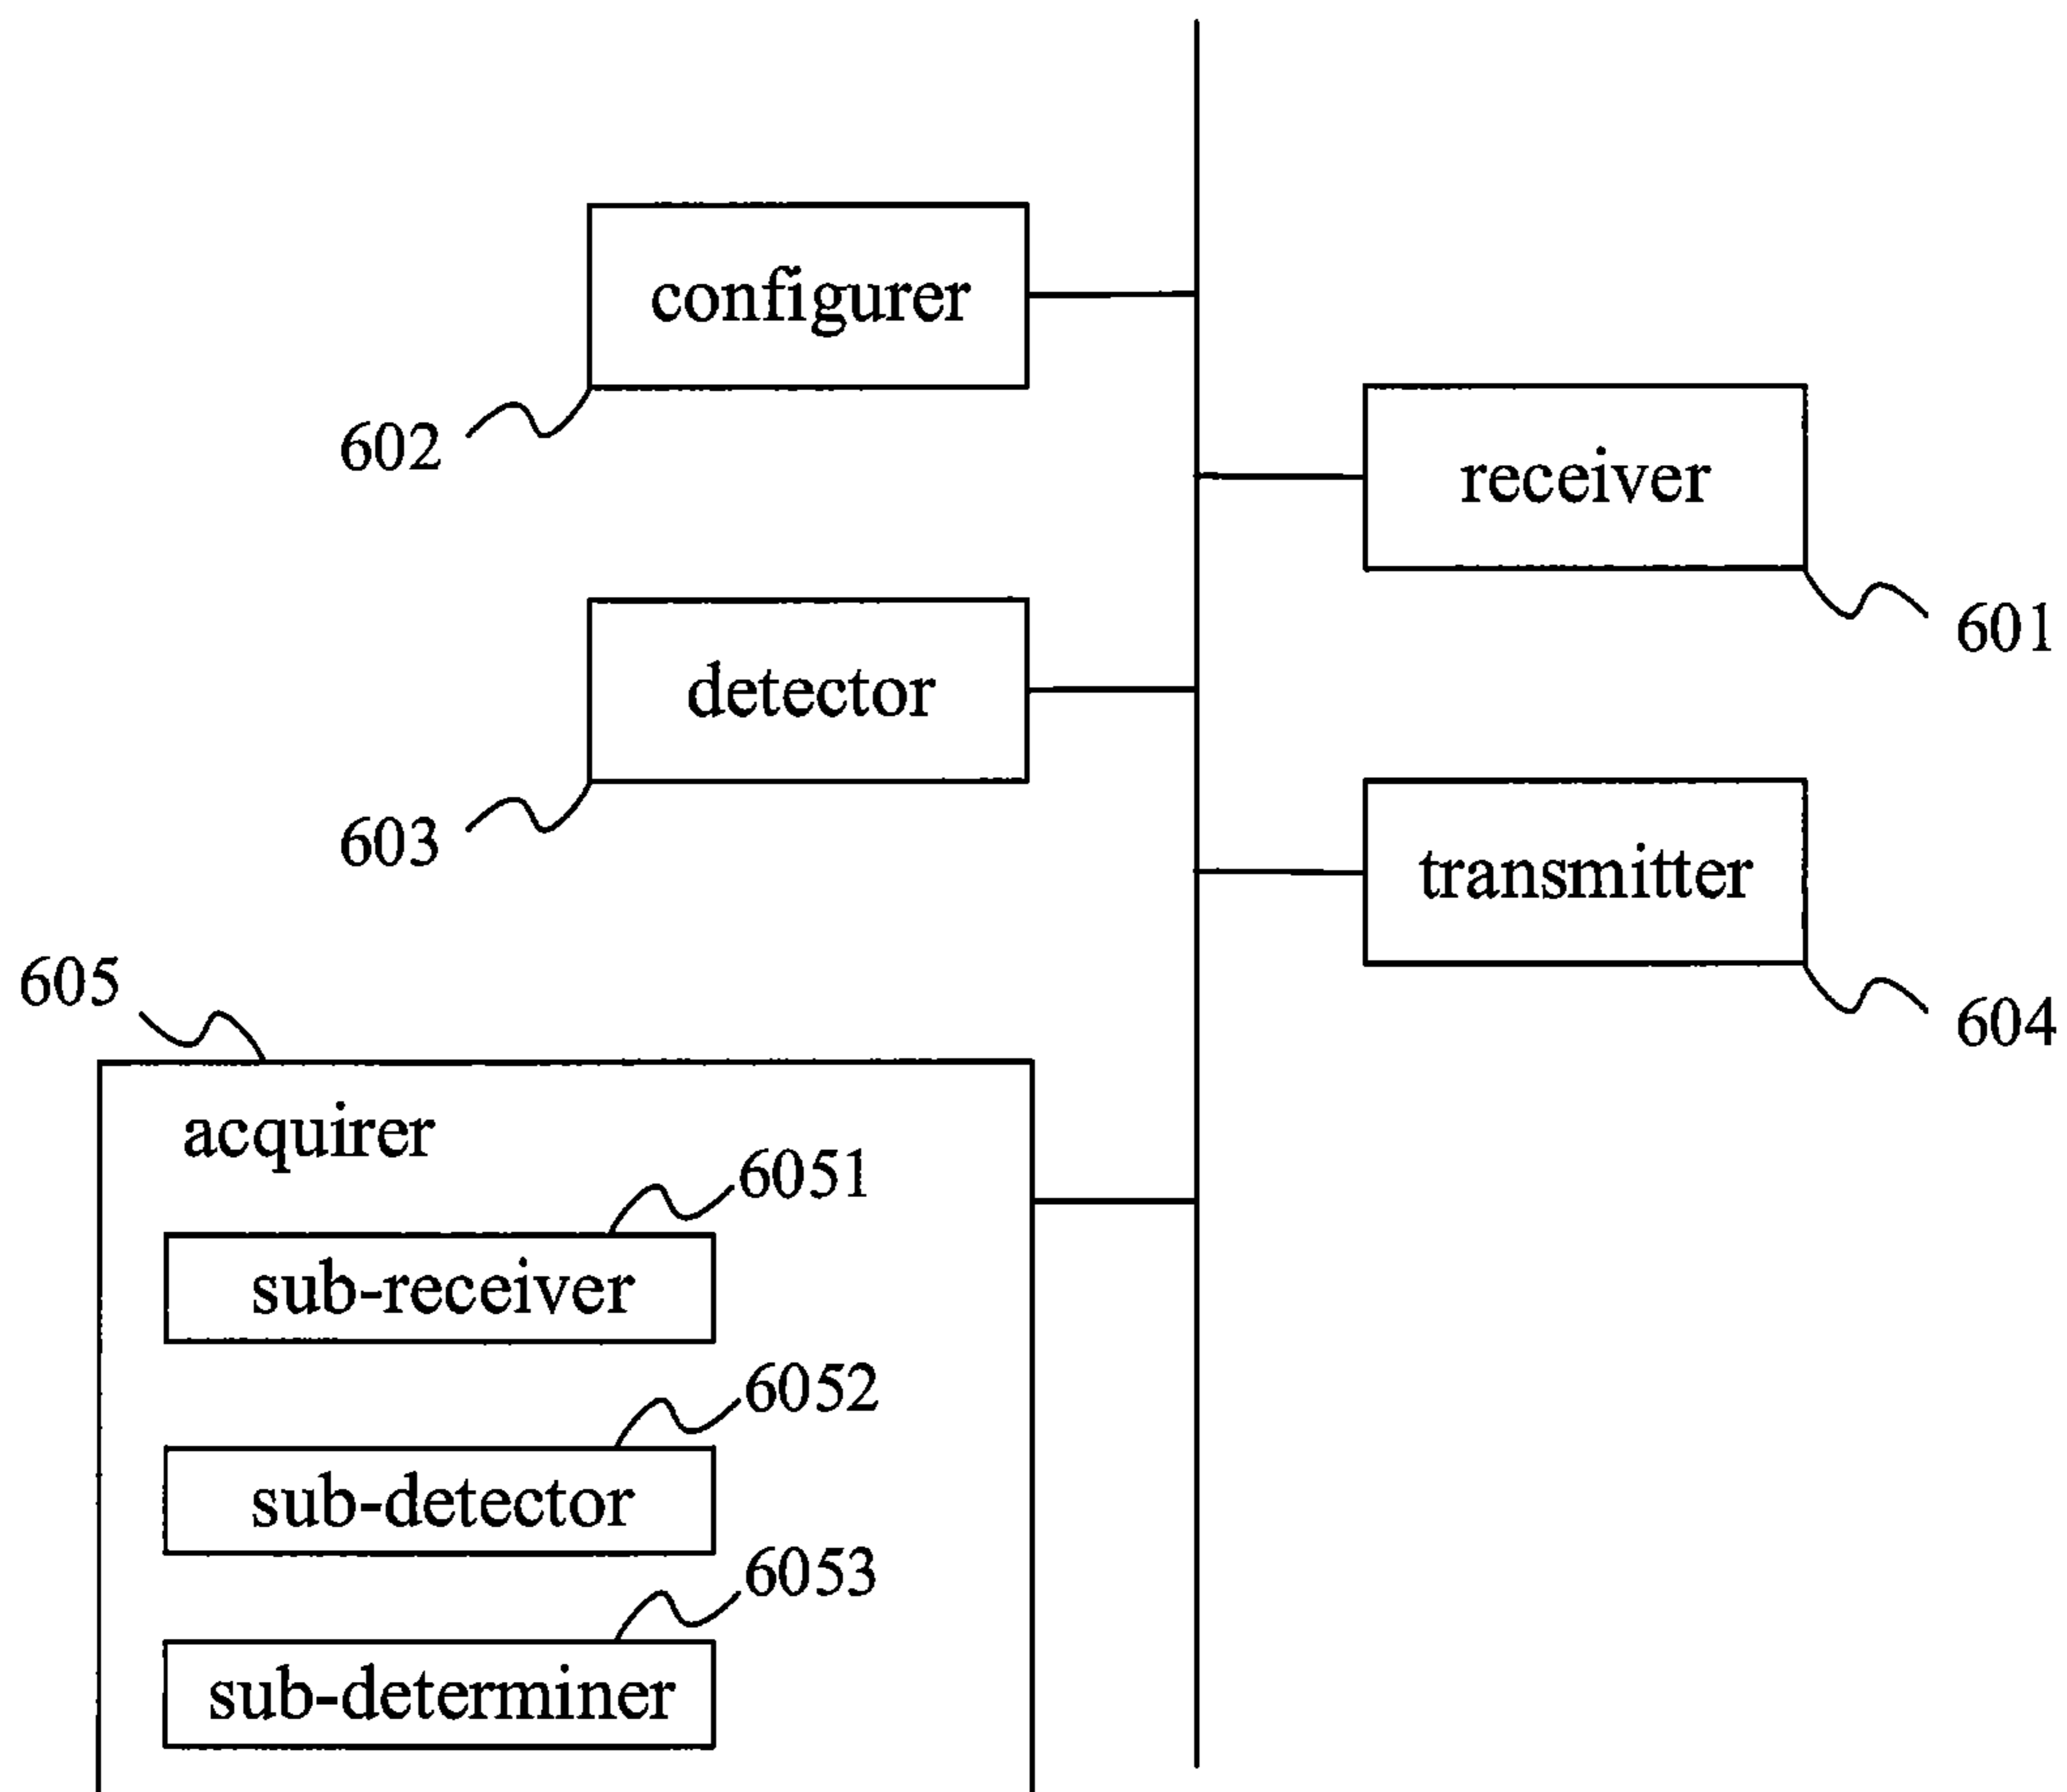 configurer
602
receiver
601
detector
603
transmitter
604
605
acquirer
6051
sub-receiver
6052
sub-detector
6053
sub-determiner